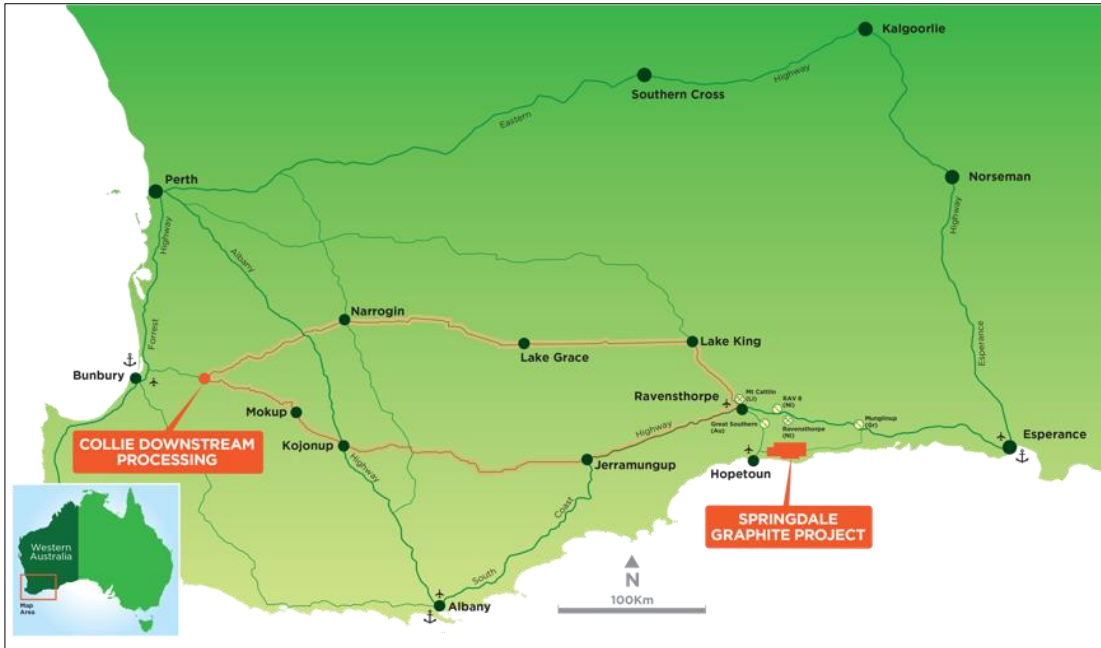 Kalgoorlie
Southern Cross
Highway
Eastern
Perth
Norseman
Highway
Albany
Highway
Forrest
Narrogin
Lake Grace
Lake King
Esperance
Bunbury
COLLIE DOWNSTREAM
PROCESSING
Mokup
Kojonup
Highway
Ravensthorpe
Mt Cattlin
(Li)
RAV 8
(Ni)
Great Southern
(Au)
Ravensthorpe
(Ni)
Munglinup
(Gr)
Highway
Jerramungup
Hopetoun
Esperance
SPRINGDALE
GRAPHITE PROJECT
Coast
South
Albany
N
100Km
Western
Australia
Map
Area